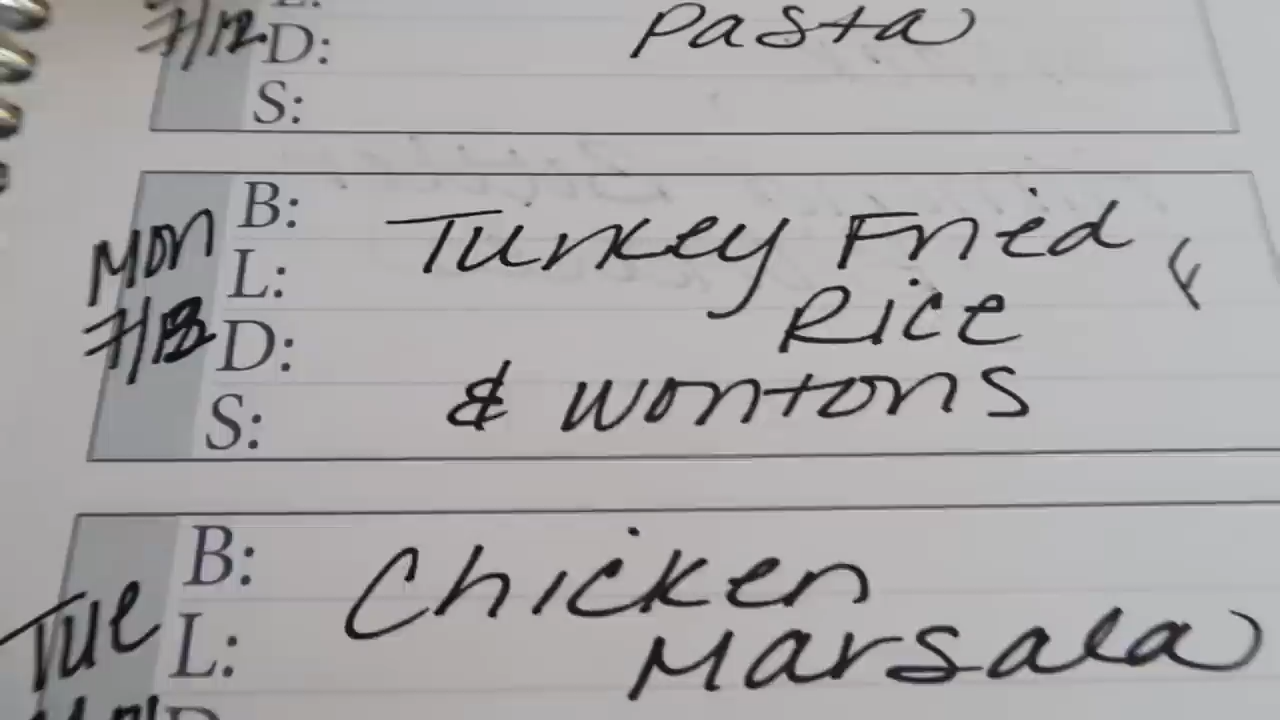 Pasta
7/12 D:
S:
B: Turkey Fried
Mon L: Rice
7/13 D:
S: & wontons
B: Chicken
Tue L: Marsala